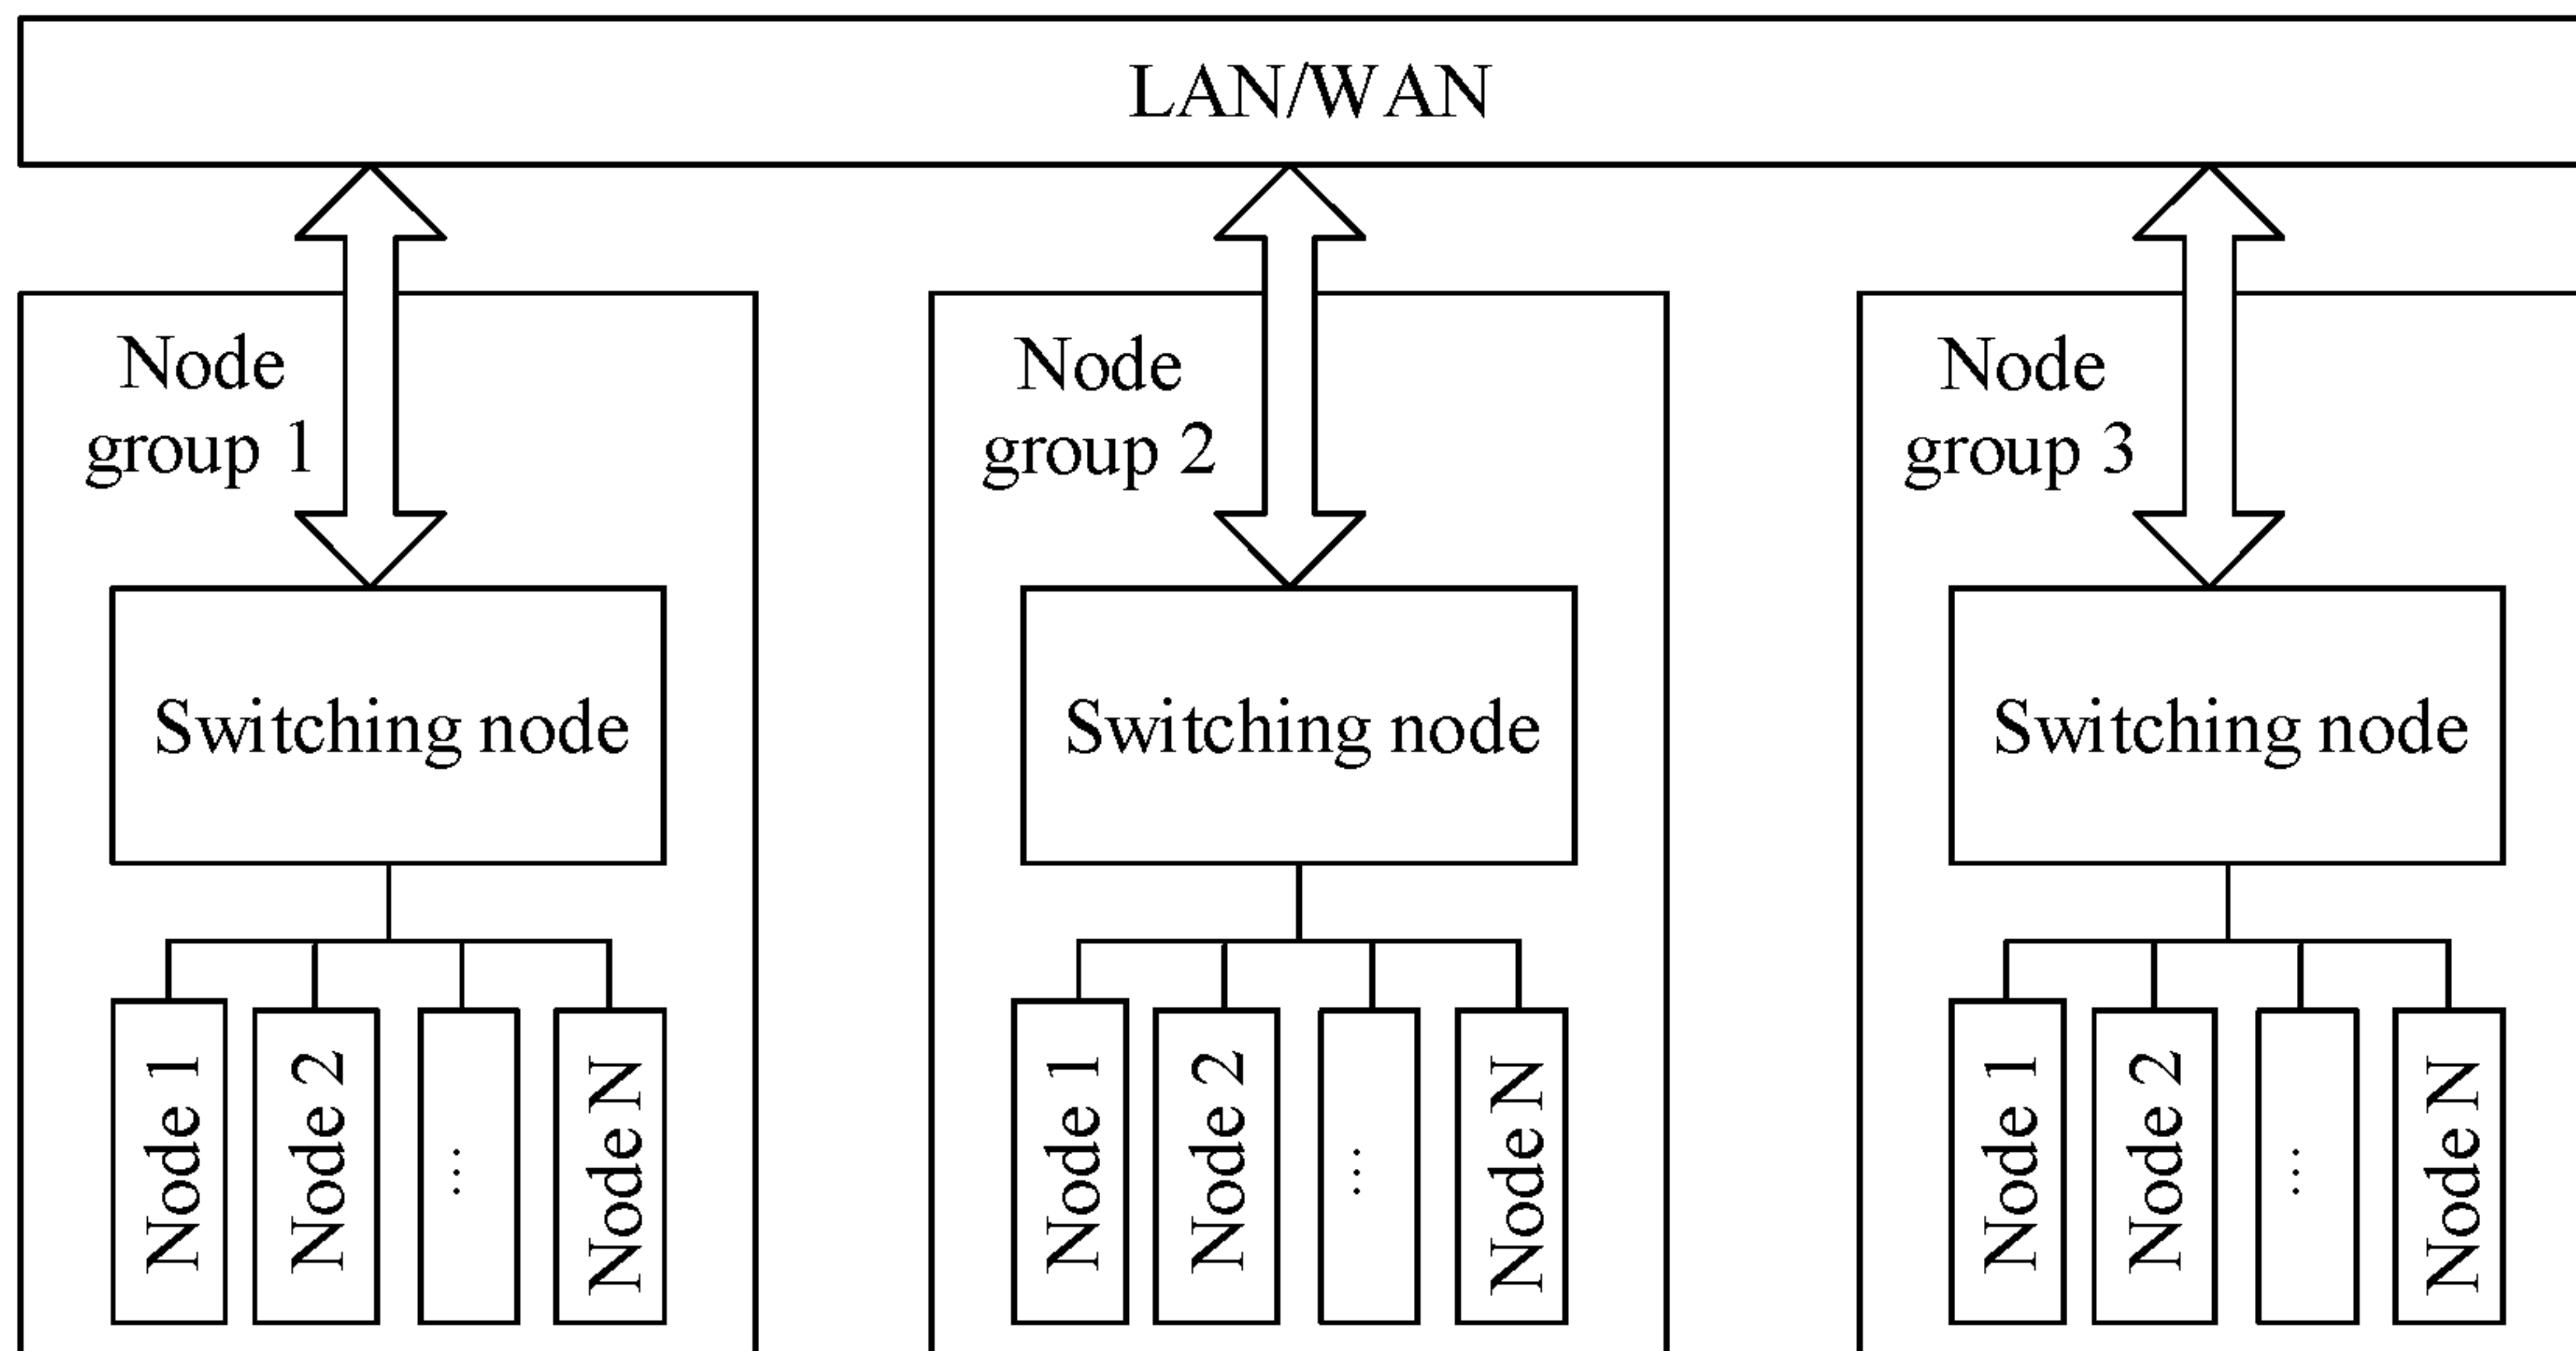 LAN/WAN
Node
group 1
Node
group 2
Node
group 3
Switching node
Switching node
Switching node
Node 1
Node 2
...
Node N
Node 1
Node 2
...
Node N
Node 1
Node 2
...
Node N